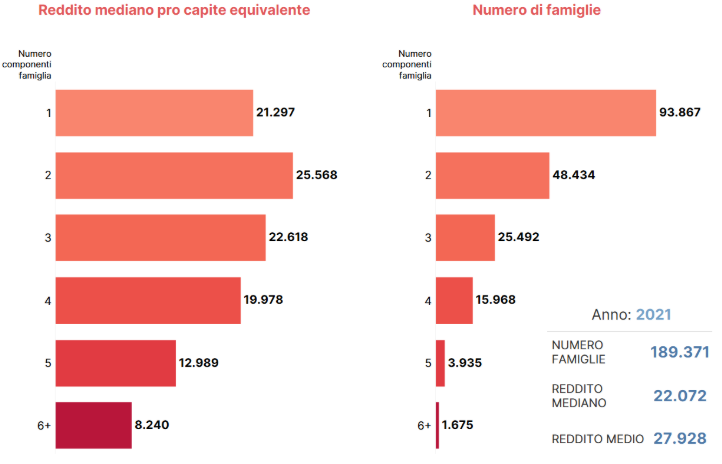 Reddito mediano pro capite equivalente
Numero
componenti
famiglia
1
21.297
2
25.568
3
22.618
4
19.978
5
12.989
6+
8.240
Numero di famiglie
Numero
componenti
famiglia
1
93.867
2
48.434
3
25.492
4
15.968
5
3.935
6+
1.675
Anno: 2021
NUMERO
FAMIGLIE
189.371
REDDITO
MEDIANO
22.072
REDDITO MEDIO 27.928